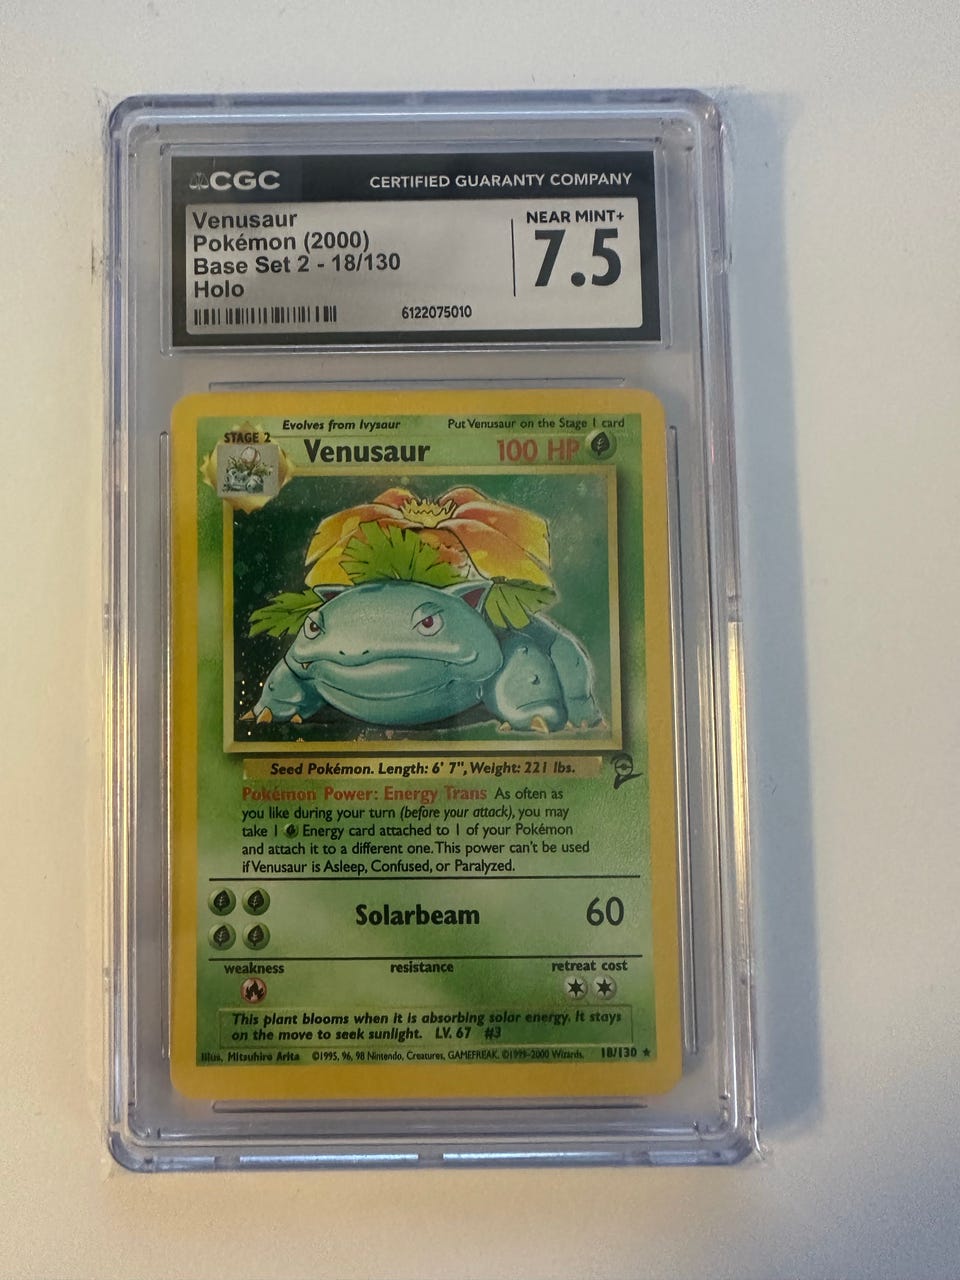 CGC CERTIFIED GUARANTY COMPANY
Venusaur
Pokémon (2000)
Base Set 2 - 18/130
Holo
NEAR MINT+
7.5
6122075010
Evolves from Ivysaur Put Venusaur on the Stage 1 card
STAGE 2
Venusaur 100 HP
Seed Pokémon. Length: 6' 7", Weight: 221 lbs.
Pokémon Power: Energy Trans As often as
you like during your turn (before your attack), you may
take 1 Energy card attached to 1 of your Pokémon
and attach it to a different one. This power can't be used
if Venusaur is Asleep, Confused, or Paralyzed.
Solarbeam 60
weakness resistance retreat cost
This plant blooms when it is absorbing solar energy. It stays
on the move to seek sunlight. LV. 67 #3
Illus. Mitsuhiro Arita ©1995, 96, 98 Nintendo, Creatures, GAMEFREAK. ©1999-2000 Wizards. 18/130 ★